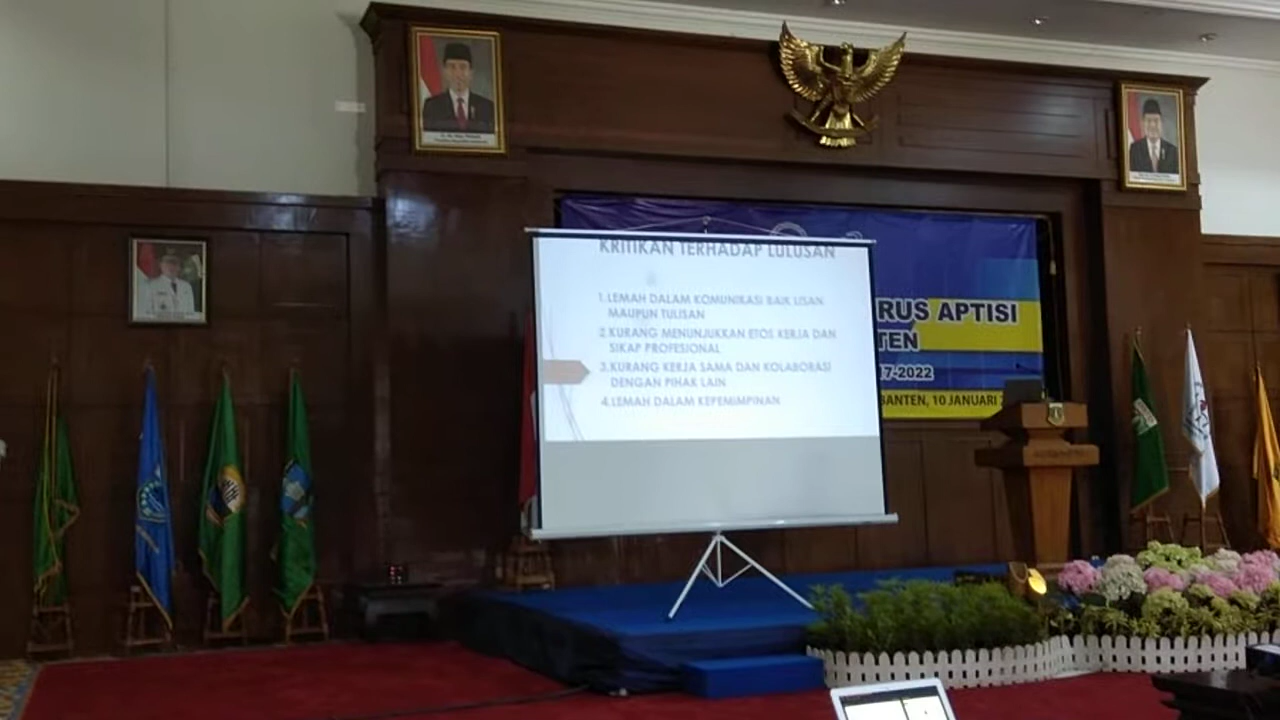 KRITIKAN TERHADAP LULUSAN
1. LEMAH DALAM KOMUNIKASI BAIK LISAN
MAUPUN TULISAN
2. KURANG MENUNJUKKAN ETOS KERJA DAN
SIKAP PROFESIONAL
3. KURANG KERJA SAMA DAN KOLABORASI
DENGAN PIHAK LAIN
4. LEMAH DALAM KEPEMIMPINAN
RUS APTISI
TEN
17-2022
BANTEN, 10 JANUARI